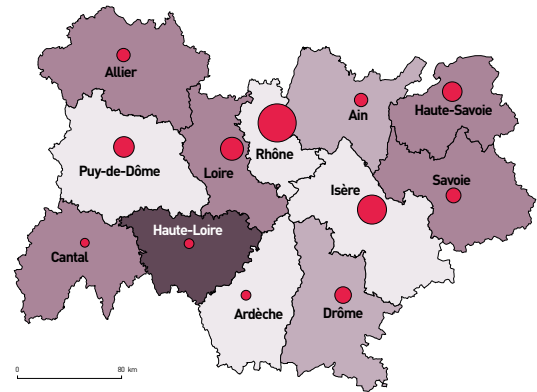 Allier
Ain
Haute-Savoie
Rhône
Puy-de-Dôme
Loire
Savoie
Isère
Haute-Loire
Cantal
Ardèche
Drôme
0 80 km